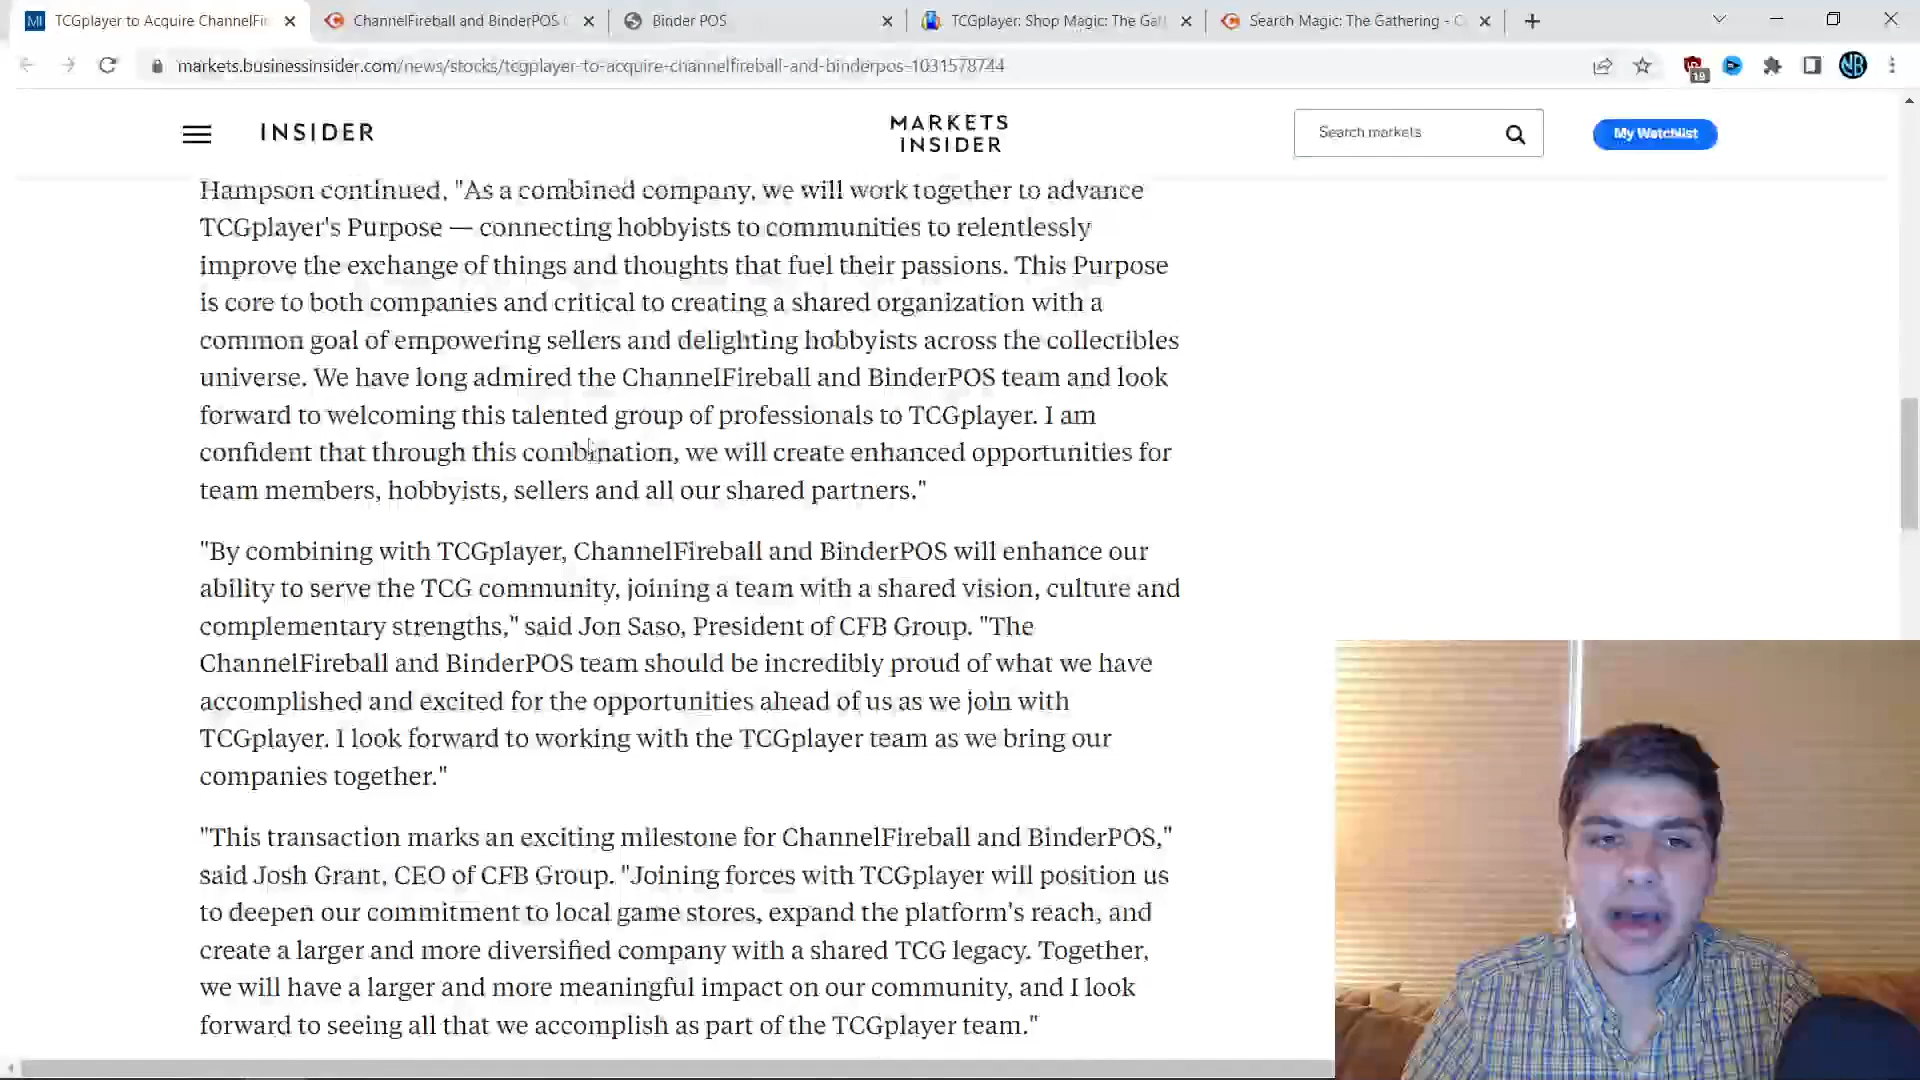 TCGplayer to Acquire ChannelFir
ChannelFireball and BinderPOS
Binder POS
TCGplayer: Shop Magic: The Gat
Search Magic: The Gathering - C
markets.businessinsider.com/news/stocks/tcgplayer-to-acquire-channelfireball-and-binderpos-1031578744
19
NB
INSIDER
MARKETS
INSIDER
Search markets
My Watchlist
Hampson continued, "As a combined company, we will work together to advance
TCGplayer's Purpose — connecting hobbyists to communities to relentlessly
improve the exchange of things and thoughts that fuel their passions. This Purpose
is core to both companies and critical to creating a shared organization with a
common goal of empowering sellers and delighting hobbyists across the collectibles
universe. We have long admired the ChannelFireball and BinderPOS team and look
forward to welcoming this talented group of professionals to TCGplayer. I am
confident that through this combination, we will create enhanced opportunities for
team members, hobbyists, sellers and all our shared partners."
"By combining with TCGplayer, ChannelFireball and BinderPOS will enhance our
ability to serve the TCG community, joining a team with a shared vision, culture and
complementary strengths," said Jon Saso, President of CFB Group. "The
ChannelFireball and BinderPOS team should be incredibly proud of what we have
accomplished and excited for the opportunities ahead of us as we join with
TCGplayer. I look forward to working with the TCGplayer team as we bring our
companies together."
"This transaction marks an exciting milestone for ChannelFireball and BinderPOS,"
said Josh Grant, CEO of CFB Group. "Joining forces with TCGplayer will position us
to deepen our commitment to local game stores, expand the platform's reach, and
create a larger and more diversified company with a shared TCG legacy. Together,
we will have a larger and more meaningful impact on our community, and I look
forward to seeing all that we accomplish as part of the TCGplayer team."